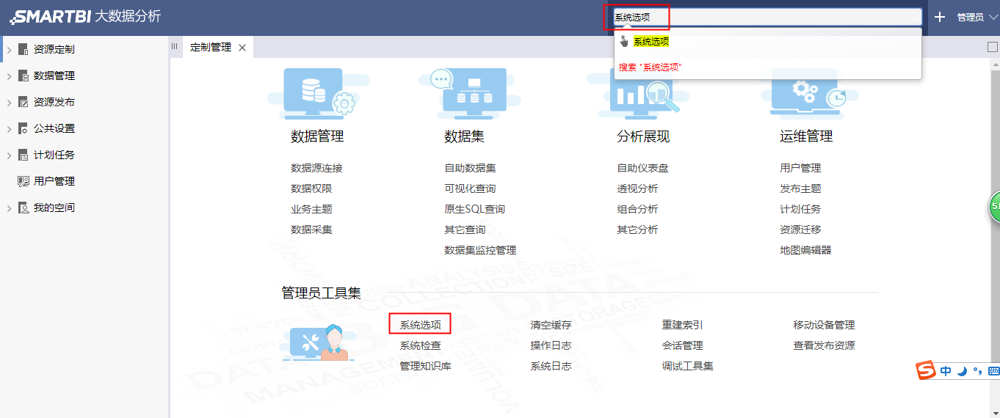 SMARTBI 大数据分析
系统选项
管理员
系统选项
搜索 "系统选项"
资源定制
数据管理
资源发布
公共设置
计划任务
用户管理
我的空间
定制管理
数据管理
数据源连接
数据权限
业务主题
数据采集
数据集
自助数据集
可视化查询
原生SQL查询
其它查询
数据集监控管理
分析展现
自助仪表盘
透视分析
组合分析
其它分析
运维管理
用户管理
发布主题
计划任务
资源迁移
地图编辑器
管理员工具集
系统选项
清空缓存
重建索引
移动设备管理
系统检查
操作日志
会话管理
查看发布资源
管理知识库
系统日志
调试工具集
中